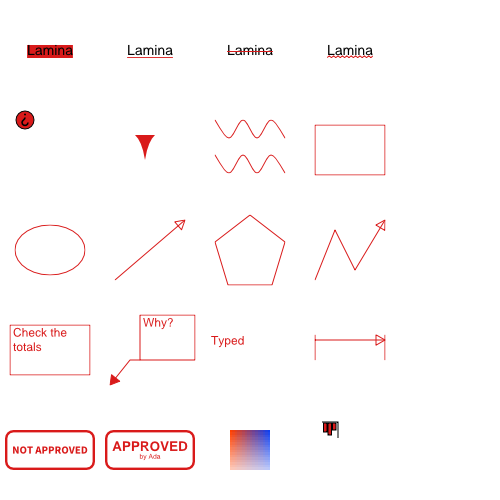 Lamina Lamina Lamina Lamina
¿
Check the
totals
Why?
Typed
NOT APPROVED
APPROVED
by Ada